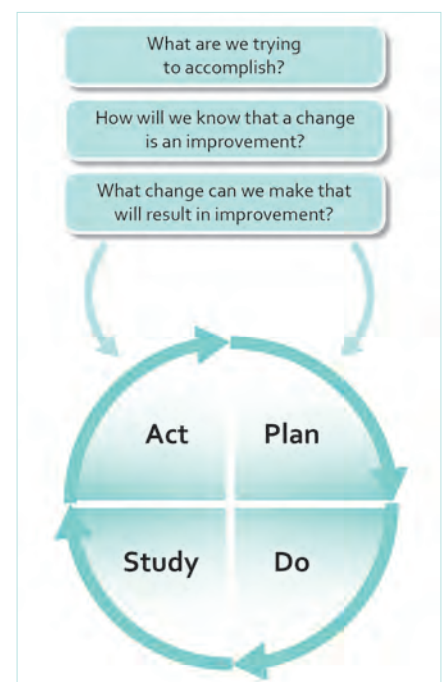 What are we trying
to accomplish?
How will we know that a change
is an improvement?
What change can we make that
will result in improvement?
Act
Plan
Study
Do